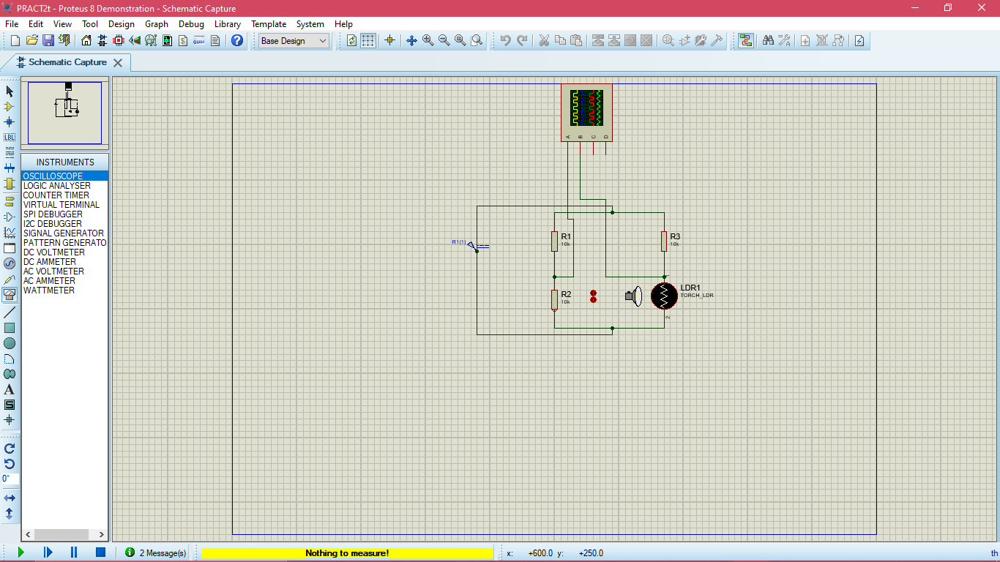 PRACT2t - Proteus 8 Demonstration - Schematic Capture
File Edit View Tool Design Graph Debug Library Template System Help
Base Design
Schematic Capture
LBL
INSTRUMENTS
OSCILLOSCOPE
LOGIC ANALYSER
COUNTER TIMER
VIRTUAL TERMINAL
SPI DEBUGGER
I2C DEBUGGER
SIGNAL GENERATOR
PATTERN GENERATO
DC VOLTMETER
DC AMMETER
AC VOLTMETER
AC AMMETER
WATTMETER
A
S
0°
A B C D
R1(1)
R1
10k
R3
10k
R2
10k
LDR1
TORCH_LDR
2
2 Message(s)
Nothing to measure!
x: +600.0 y: +250.0
th